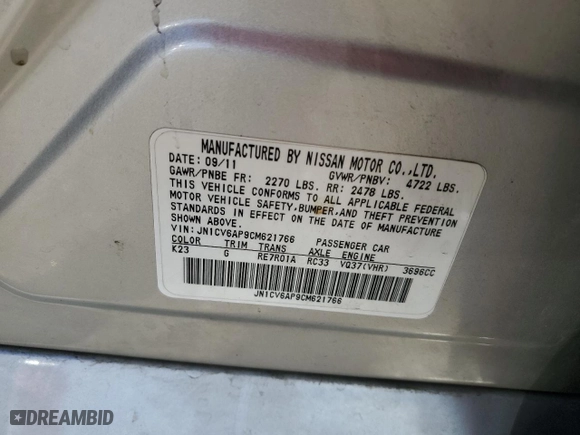 MANUFACTURED BY NISSAN MOTOR CO.,LTD.
DATE: 09/11 GVWR/PNBV: 4722 LBS.
GAWR/PNBE FR: 2270 LBS. RR: 2478 LBS.
THIS VEHICLE CONFORMS TO ALL APPLICABLE FEDERAL
MOTOR VEHICLE SAFETY,BUMPER,AND THEFT PREVENTION
STANDARDS IN EFFECT ON THE DATE OF MANUFACTURE
SHOWN ABOVE.
VIN: JN1CV6AP9CM621766 PASSENGER CAR
COLOR TRIM TRANS AXLE ENGINE
K23 G RE7R01A RC33 VQ37(VHR) 3696CC
JN1CV6AP9CM621766
DREAMBID